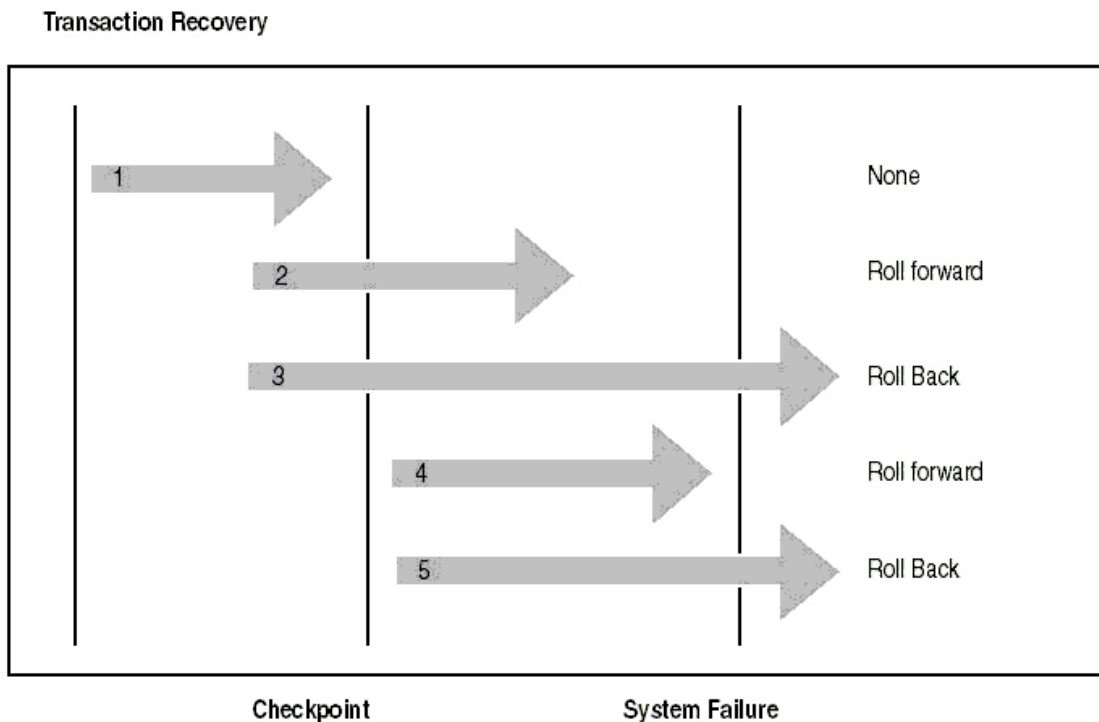 Transaction Recovery
1 None
2 Roll forward
3 Roll Back
4 Roll forward
5 Roll Back
Checkpoint System Failure